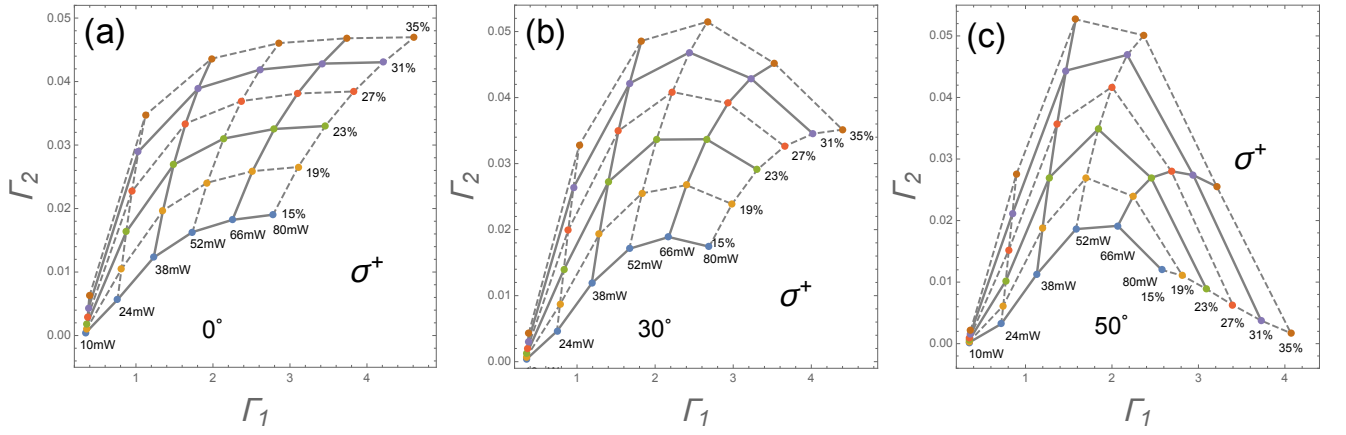 (a)
0.05
0.04
0.03
0.02
0.01
0.00
Γ2
35%
31%
27%
23%
19%
15%
80mW
66mW
52mW
38mW
24mW
10mW
0°
σ+
1 2 3 4
Γ1
(b)
0.05
0.04
0.03
0.02
0.01
0.00
Γ2
35%
31%
27%
23%
19%
15%
80mW
66mW
52mW
38mW
24mW
30°
σ+
1 2 3 4
Γ1
(c)
0.05
0.04
0.03
0.02
0.01
0.00
Γ2
σ+
52mW
66mW
80mW
15%
19%
23%
27%
31%
35%
38mW
24mW
10mW
50°
1 2 3 4
Γ1